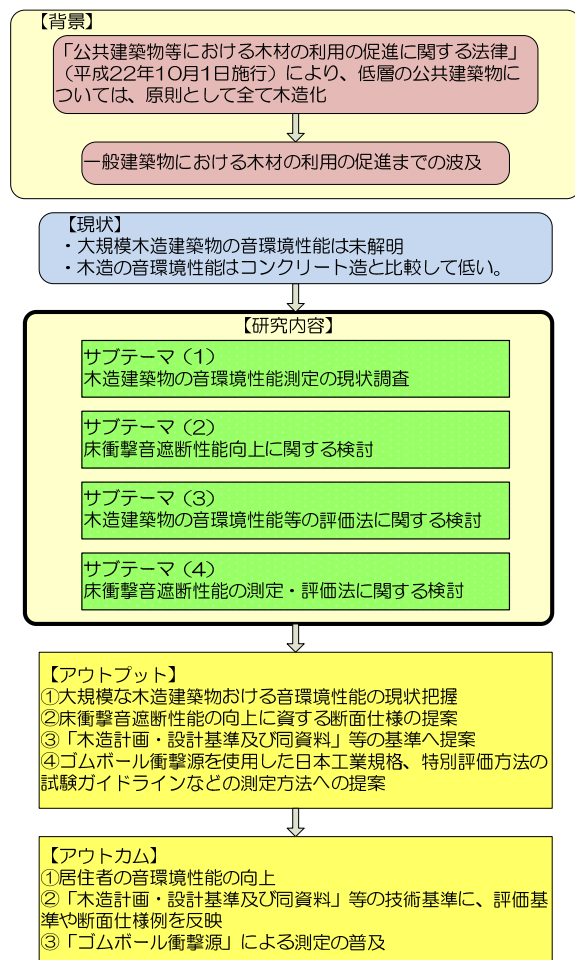 【背景】
「公共建築物等における木材の利用の促進に関する法律」
（平成22年10月1日施行）により、低層の公共建築物に
ついては、原則として全て木造化
一般建築物における木材の利用の促進までの波及
【現状】
・大規模木造建築物の音環境性能は未解明
・木造の音環境性能はコンクリート造と比較して低い。
【研究内容】
サブテーマ（1）
木造建築物の音環境性能測定の現状調査
サブテーマ（2）
床衝撃音遮断性能向上に関する検討
サブテーマ（3）
木造建築物の音環境性能等の評価法に関する検討
サブテーマ（4）
床衝撃音遮断性能の測定・評価法に関する検討
【アウトプット】
①大規模な木造建築物おける音環境性能の現状把握
②床衝撃音遮断性能の向上に資する断面仕様の提案
③「木造計画・設計基準及び同資料」等の基準へ提案
④ゴムボール衝撃源を使用した日本工業規格、特別評価方法の
試験ガイドラインなどの測定方法への提案
【アウトカム】
①居住者の音環境性能の向上
②「木造計画・設計基準及び同資料」等の技術基準に、評価基
準や断面仕様例を反映
③「ゴムボール衝撃源」による測定の普及